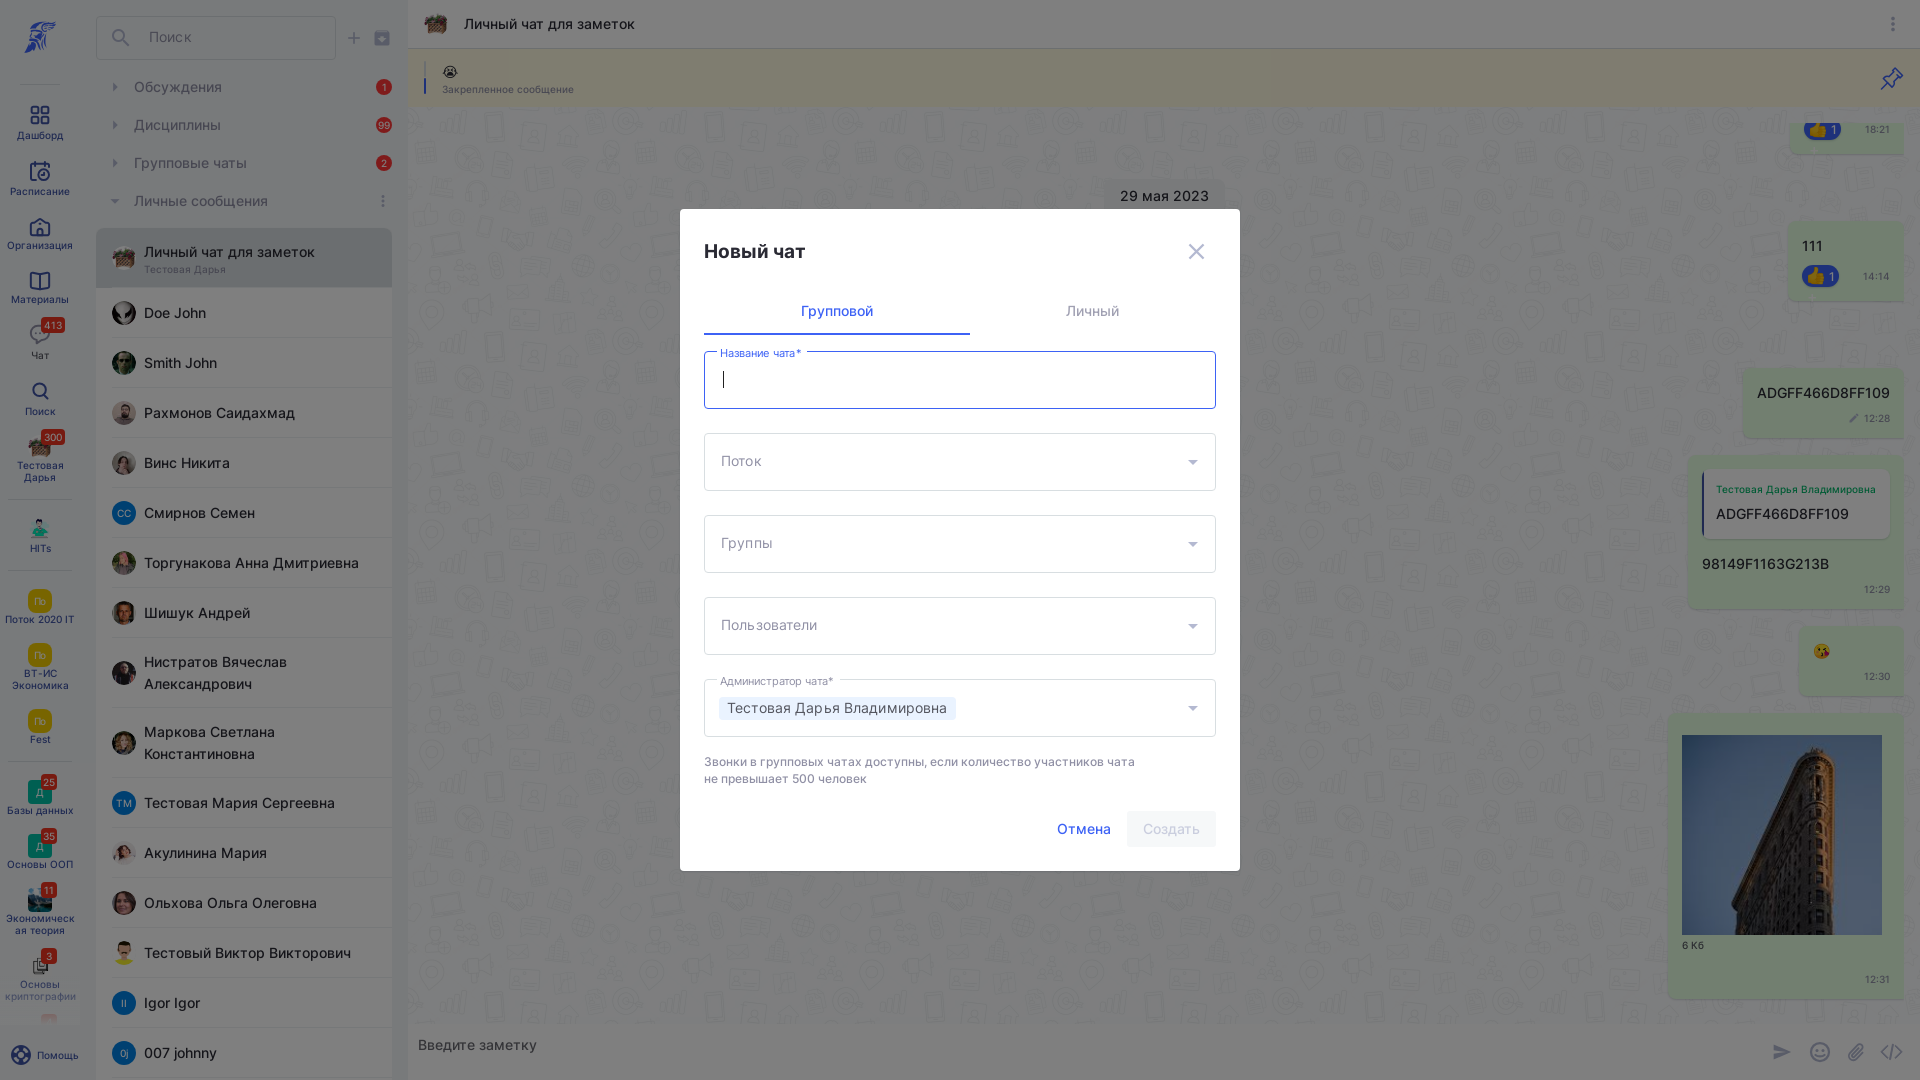 Поиск
Обсуждения
1
Дисциплины
99
Групповые чаты
2
Личные сообщения
Личный чат для заметок
Тестовая Дарья
Doe John
Smith John
Рахмонов Саидахмад
Винс Никита
СС
Смирнов Семен
Торгунакова Анна Дмитриевна
Шишук Андрей
Нистратов Вячеслав
Александрович
Маркова Светлана
Константиновна
ТМ
Тестовая Мария Сергеевна
Акулинина Мария
Ольхова Ольга Олеговна
Тестовый Виктор Викторович
II
Igor Igor
0j
007 johnny
Дашборд
Расписание
Организация
Материалы
413
Чат
Поиск
300
Тестовая
Дарья
HITs
По
Поток 2020 IT
По
ВТ-ИС
Экономика
По
Fest
25
Д
Базы данных
35
Д
Основы ООП
11
Экономическ
ая теория
3
Основы
криптографии
Помощь
Личный чат для заметок
😭
Закрепленное сообщение
👍 1
18:21
29 мая 2023
111
👍 1
14:14
ADGFF466D8FF109
12:28
Тестовая Дарья Владимировна
ADGFF466D8FF109
98149F1163G213B
12:29
😘
12:30
6 Кб
12:31
Введите заметку
Новый чат
Групповой
Личный
Название чата*
Поток
Группы
Пользователи
Администратор чата*
Тестовая Дарья Владимировна
Звонки в групповых чатах доступны, если количество участников чата
не превышает 500 человек
Отмена
Создать